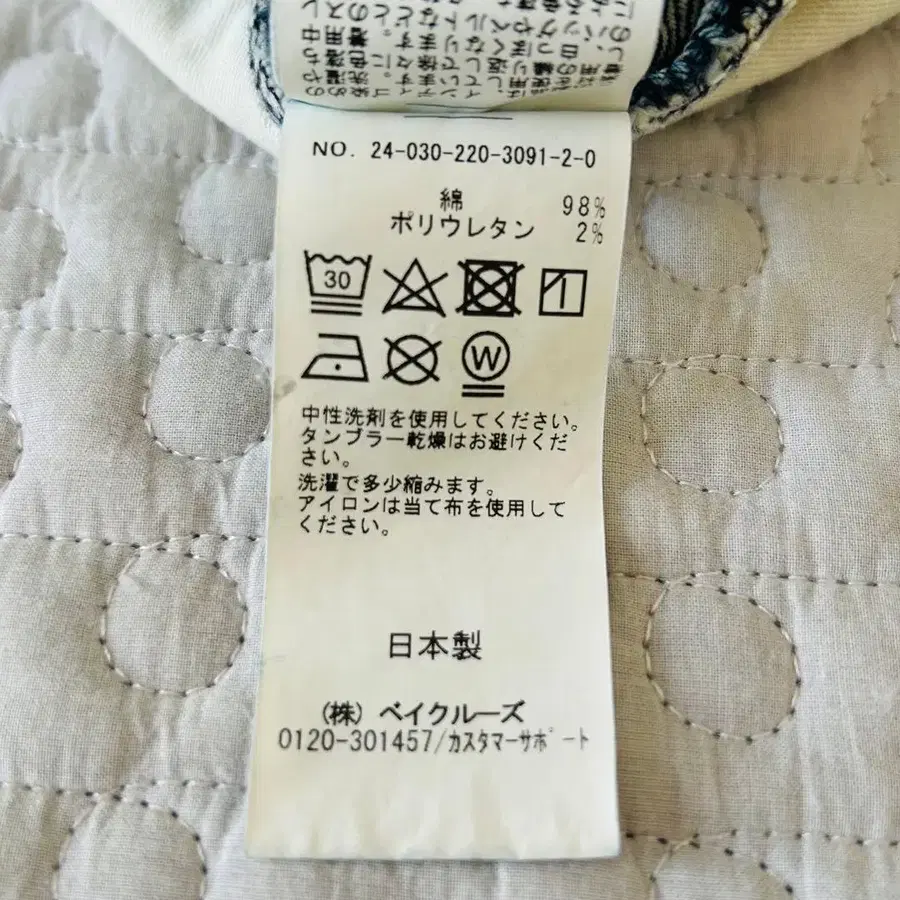 NO. 24-030-220-3091-2-0
綿 98%
ポリウレタン 2%
30
W
中性洗剤を使用してください。
タンブラー乾燥はお避けくだ
さい。
洗濯で多少縮みます。
アイロンは当て布を使用して
ください。
日本製
(株) ベイクルーズ
0120-301457/カスタマーサポート